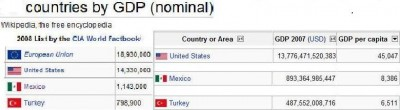 countries by GDP (nominal)
Wikipedia, the free encyclopedia
2008 List by the CIA World Factbook
European Union 18,930,000
United States 14,330,000
Mexico 1,143,000
Turkey 798,900
Country or Area GDP 2007 (USD) GDP per capita
United States 13,776,471,520,383 45,047
Mexico 893,364,985,447 8,386
Turkey 487,552,008,716 6,511